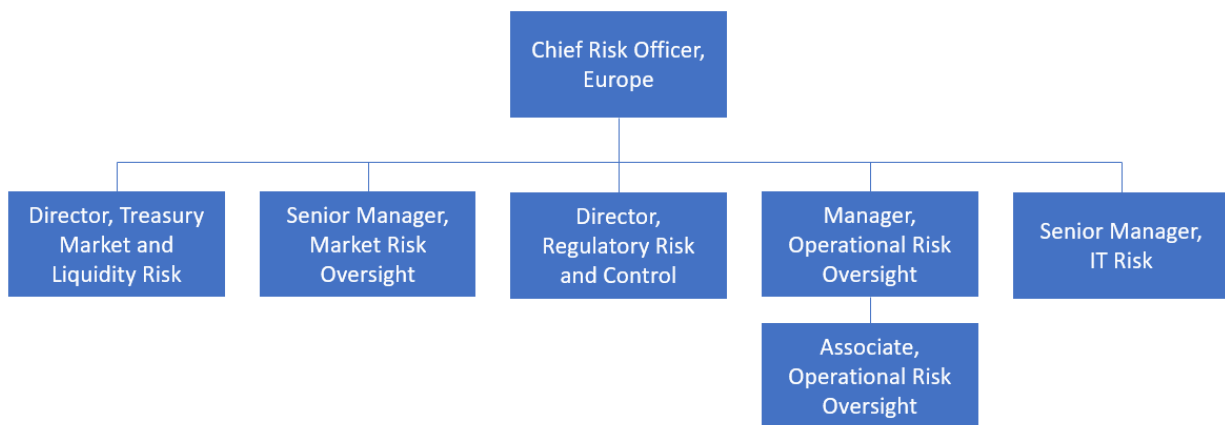 Chief Risk Officer,
Europe
Director, Treasury
Market and
Liquidity Risk
Senior Manager,
Market Risk
Oversight
Director,
Regulatory Risk
and Control
Manager,
Operational Risk
Oversight
Senior Manager,
IT Risk
Associate,
Operational Risk
Oversight